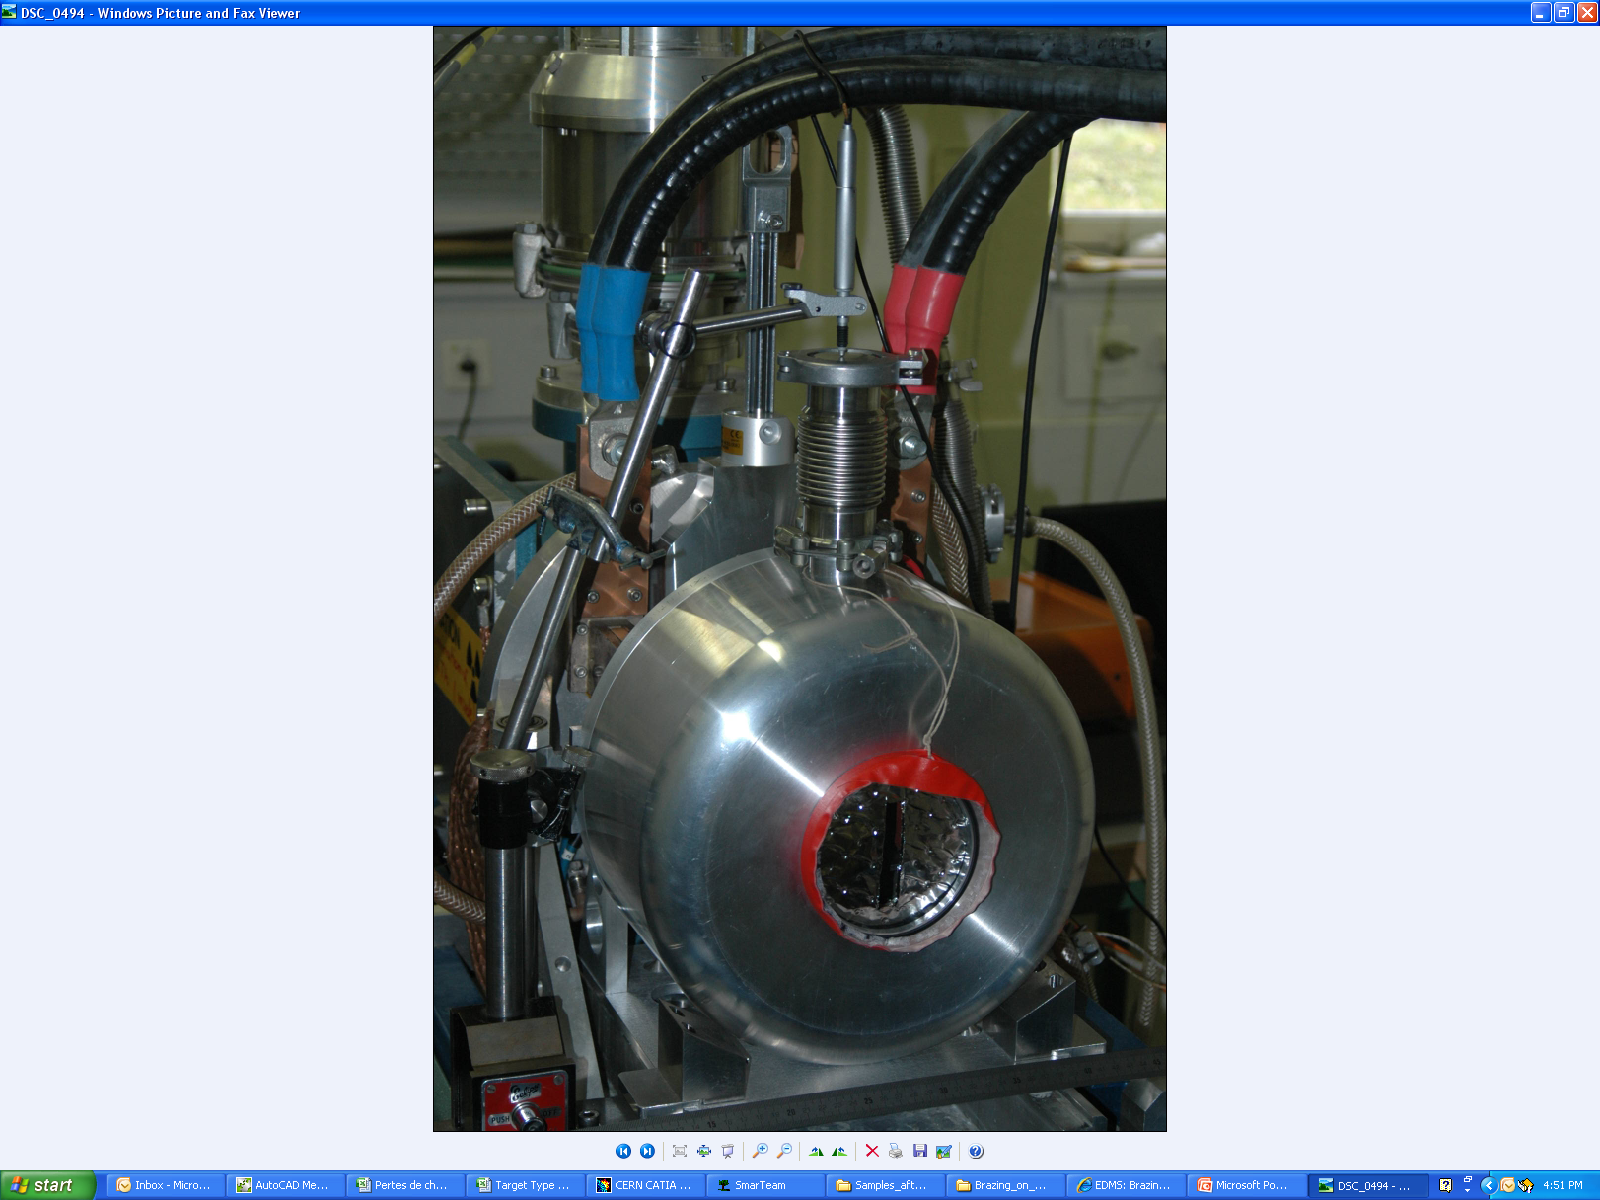 DSC_0494 - Windows Picture and Fax Viewer
PUSH
start
Inbox - Micro...
AutoCAD Me...
Pertes de ch...
Target Type ...
CERN CATIA ...
SmarTeam
Samples_aft...
Brazing_on_...
EDMS: Brazin...
Microsoft Po...
DSC_0494 - ...
4:51 PM